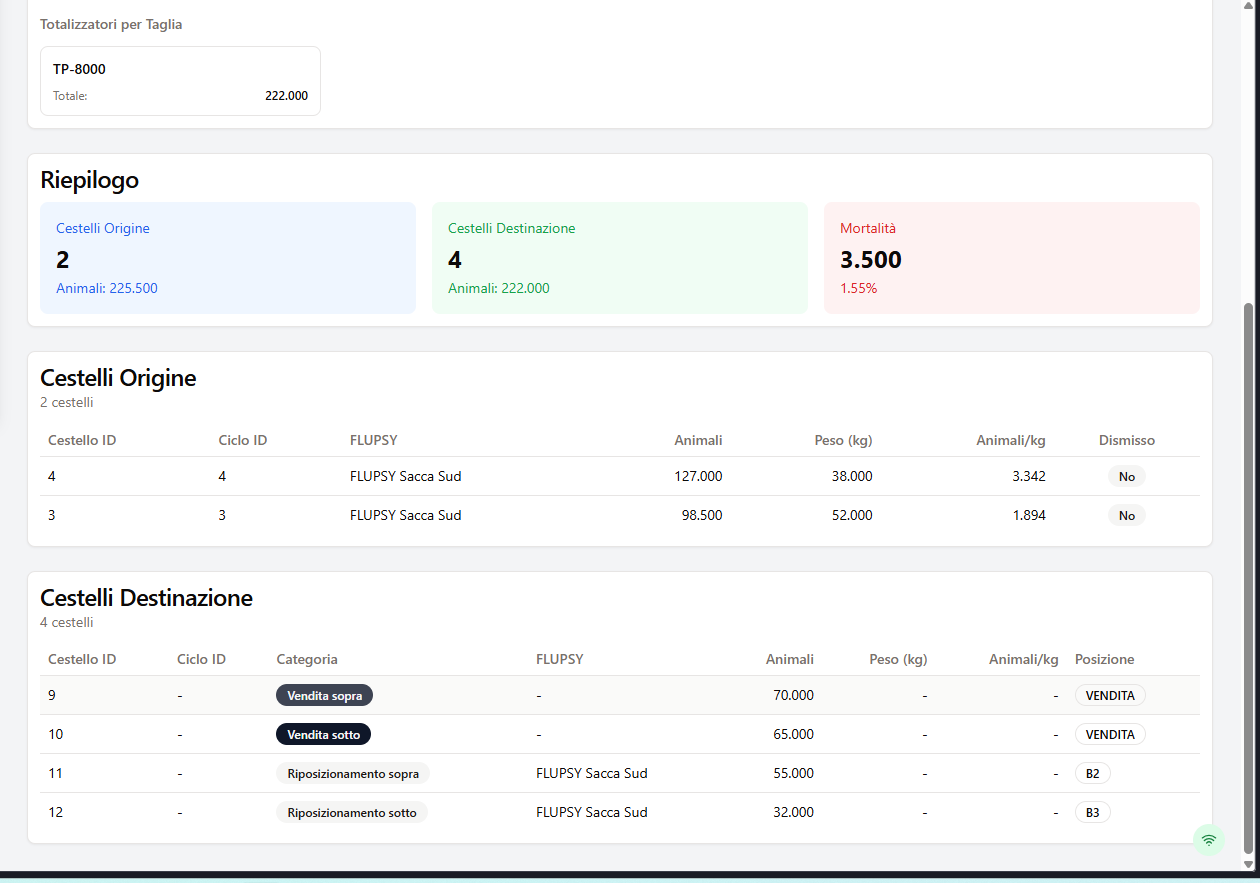 Totalizzatori per Taglia
TP-8000
Totale: 222.000
Riepilogo
Cestelli Origine
2
Animali: 225.500
Cestelli Destinazione
4
Animali: 222.000
Mortalità
3.500
1.55%
Cestelli Origine
2 cestelli
Cestello ID Ciclo ID FLUPSY Animali Peso (kg) Animali/kg Dismisso
4 4 FLUPSY Sacca Sud 127.000 38.000 3.342 No
3 3 FLUPSY Sacca Sud 98.500 52.000 1.894 No
Cestelli Destinazione
4 cestelli
Cestello ID Ciclo ID Categoria FLUPSY Animali Peso (kg) Animali/kg Posizione
9 - Vendita sopra - 70.000 - - VENDITA
10 - Vendita sotto - 65.000 - - VENDITA
11 - Riposizionamento sopra FLUPSY Sacca Sud 55.000 - - B2
12 - Riposizionamento sotto FLUPSY Sacca Sud 32.000 - - B3